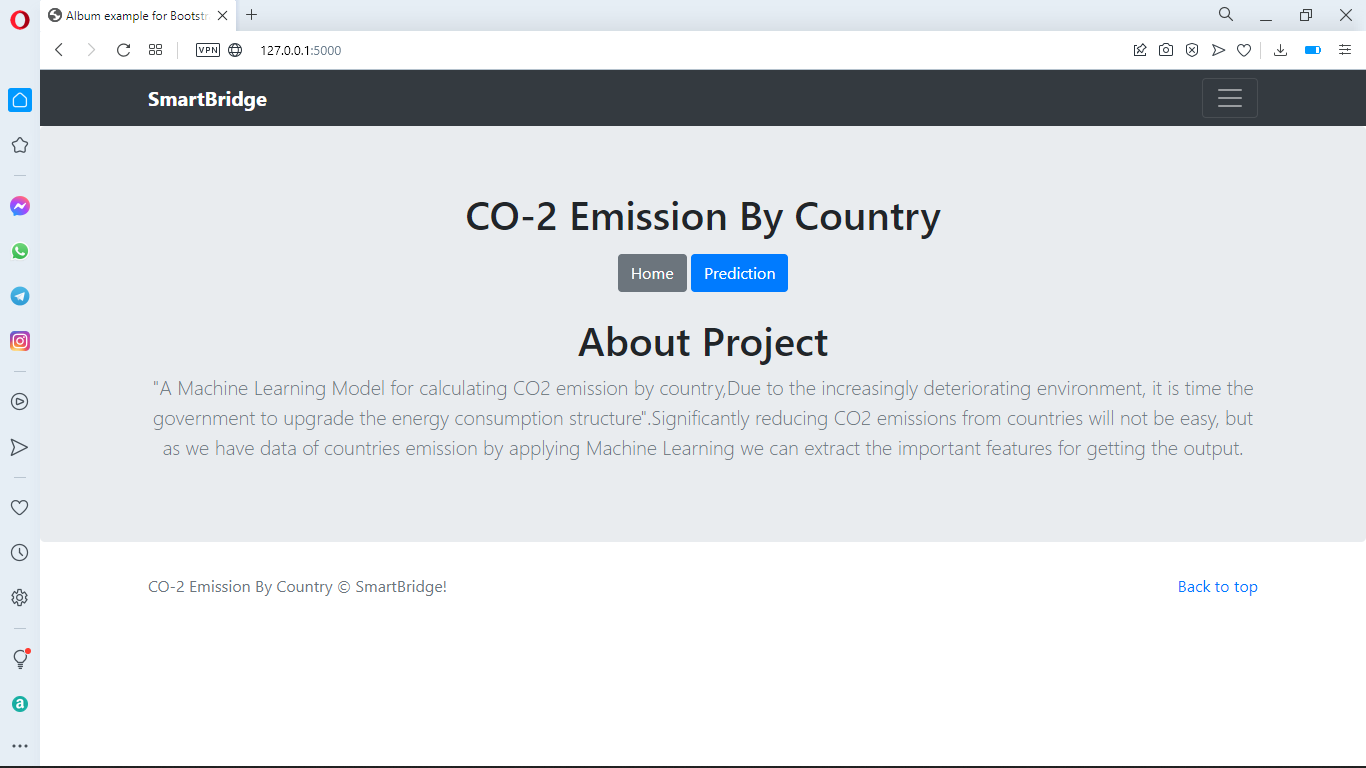 Album example for Bootstr
VPN
127.0.0.1:5000
SmartBridge
CO-2 Emission By Country
Home Prediction
About Project
"A Machine Learning Model for calculating CO2 emission by country,Due to the increasingly deteriorating environment, it is time the
government to upgrade the energy consumption structure".Significantly reducing CO2 emissions from countries will not be easy, but
as we have data of countries emission by applying Machine Learning we can extract the important features for getting the output.
CO-2 Emission By Country © SmartBridge!
Back to top
a